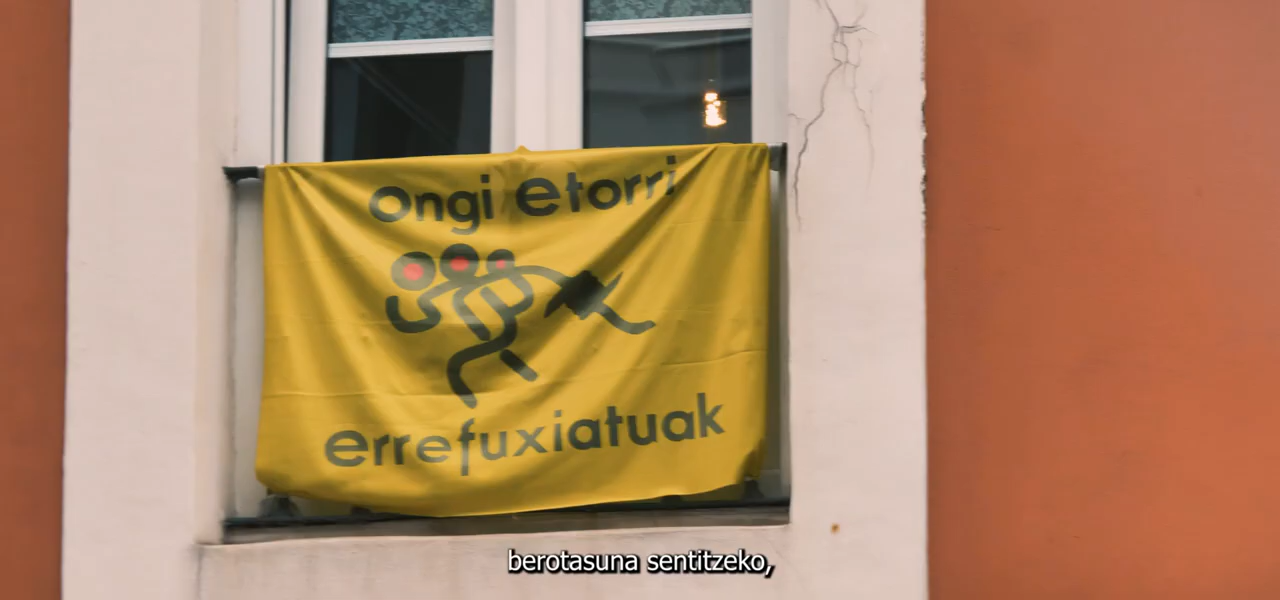 ongi etorri
errefuxiatuak
berotasuna sentitzeko,